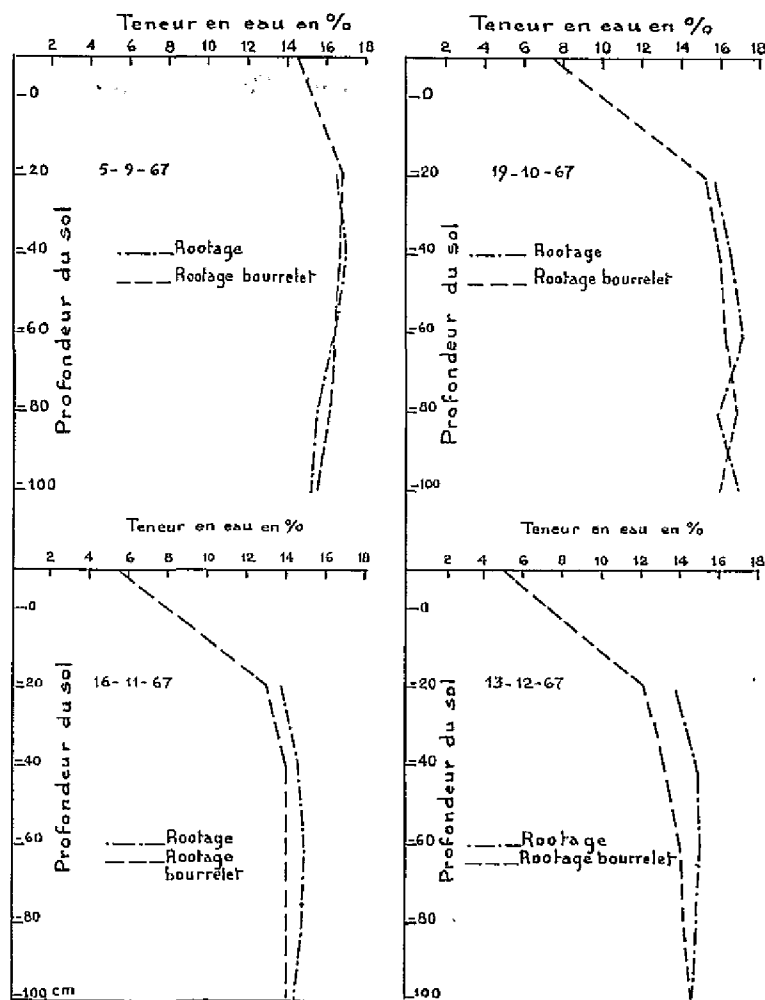 Teneur en eau en %
2 4 6 8 10 12 14 16 18
0
20
40
60
80
100
Profondeur du sol
5-9-67
Rootage
Rootage bourrelet
Teneur en eau en %
2 4 6 8 10 12 14 16 18
0
20
40
60
80
100
Profondeur du sol
19-10-67
Rootage
Rootage bourrelet
Teneur en eau en %
2 4 6 8 10 12 14 16 18
0
20
40
60
80
100 cm
Profondeur du sol
16-11-67
Rootage
Rootage
bourrelet
Teneur en eau en %
2 4 6 8 10 12 14 16 18
0
20
40
60
80
100
Profondeur du sol
13-12-67
Rootage
Rootage bourrelet